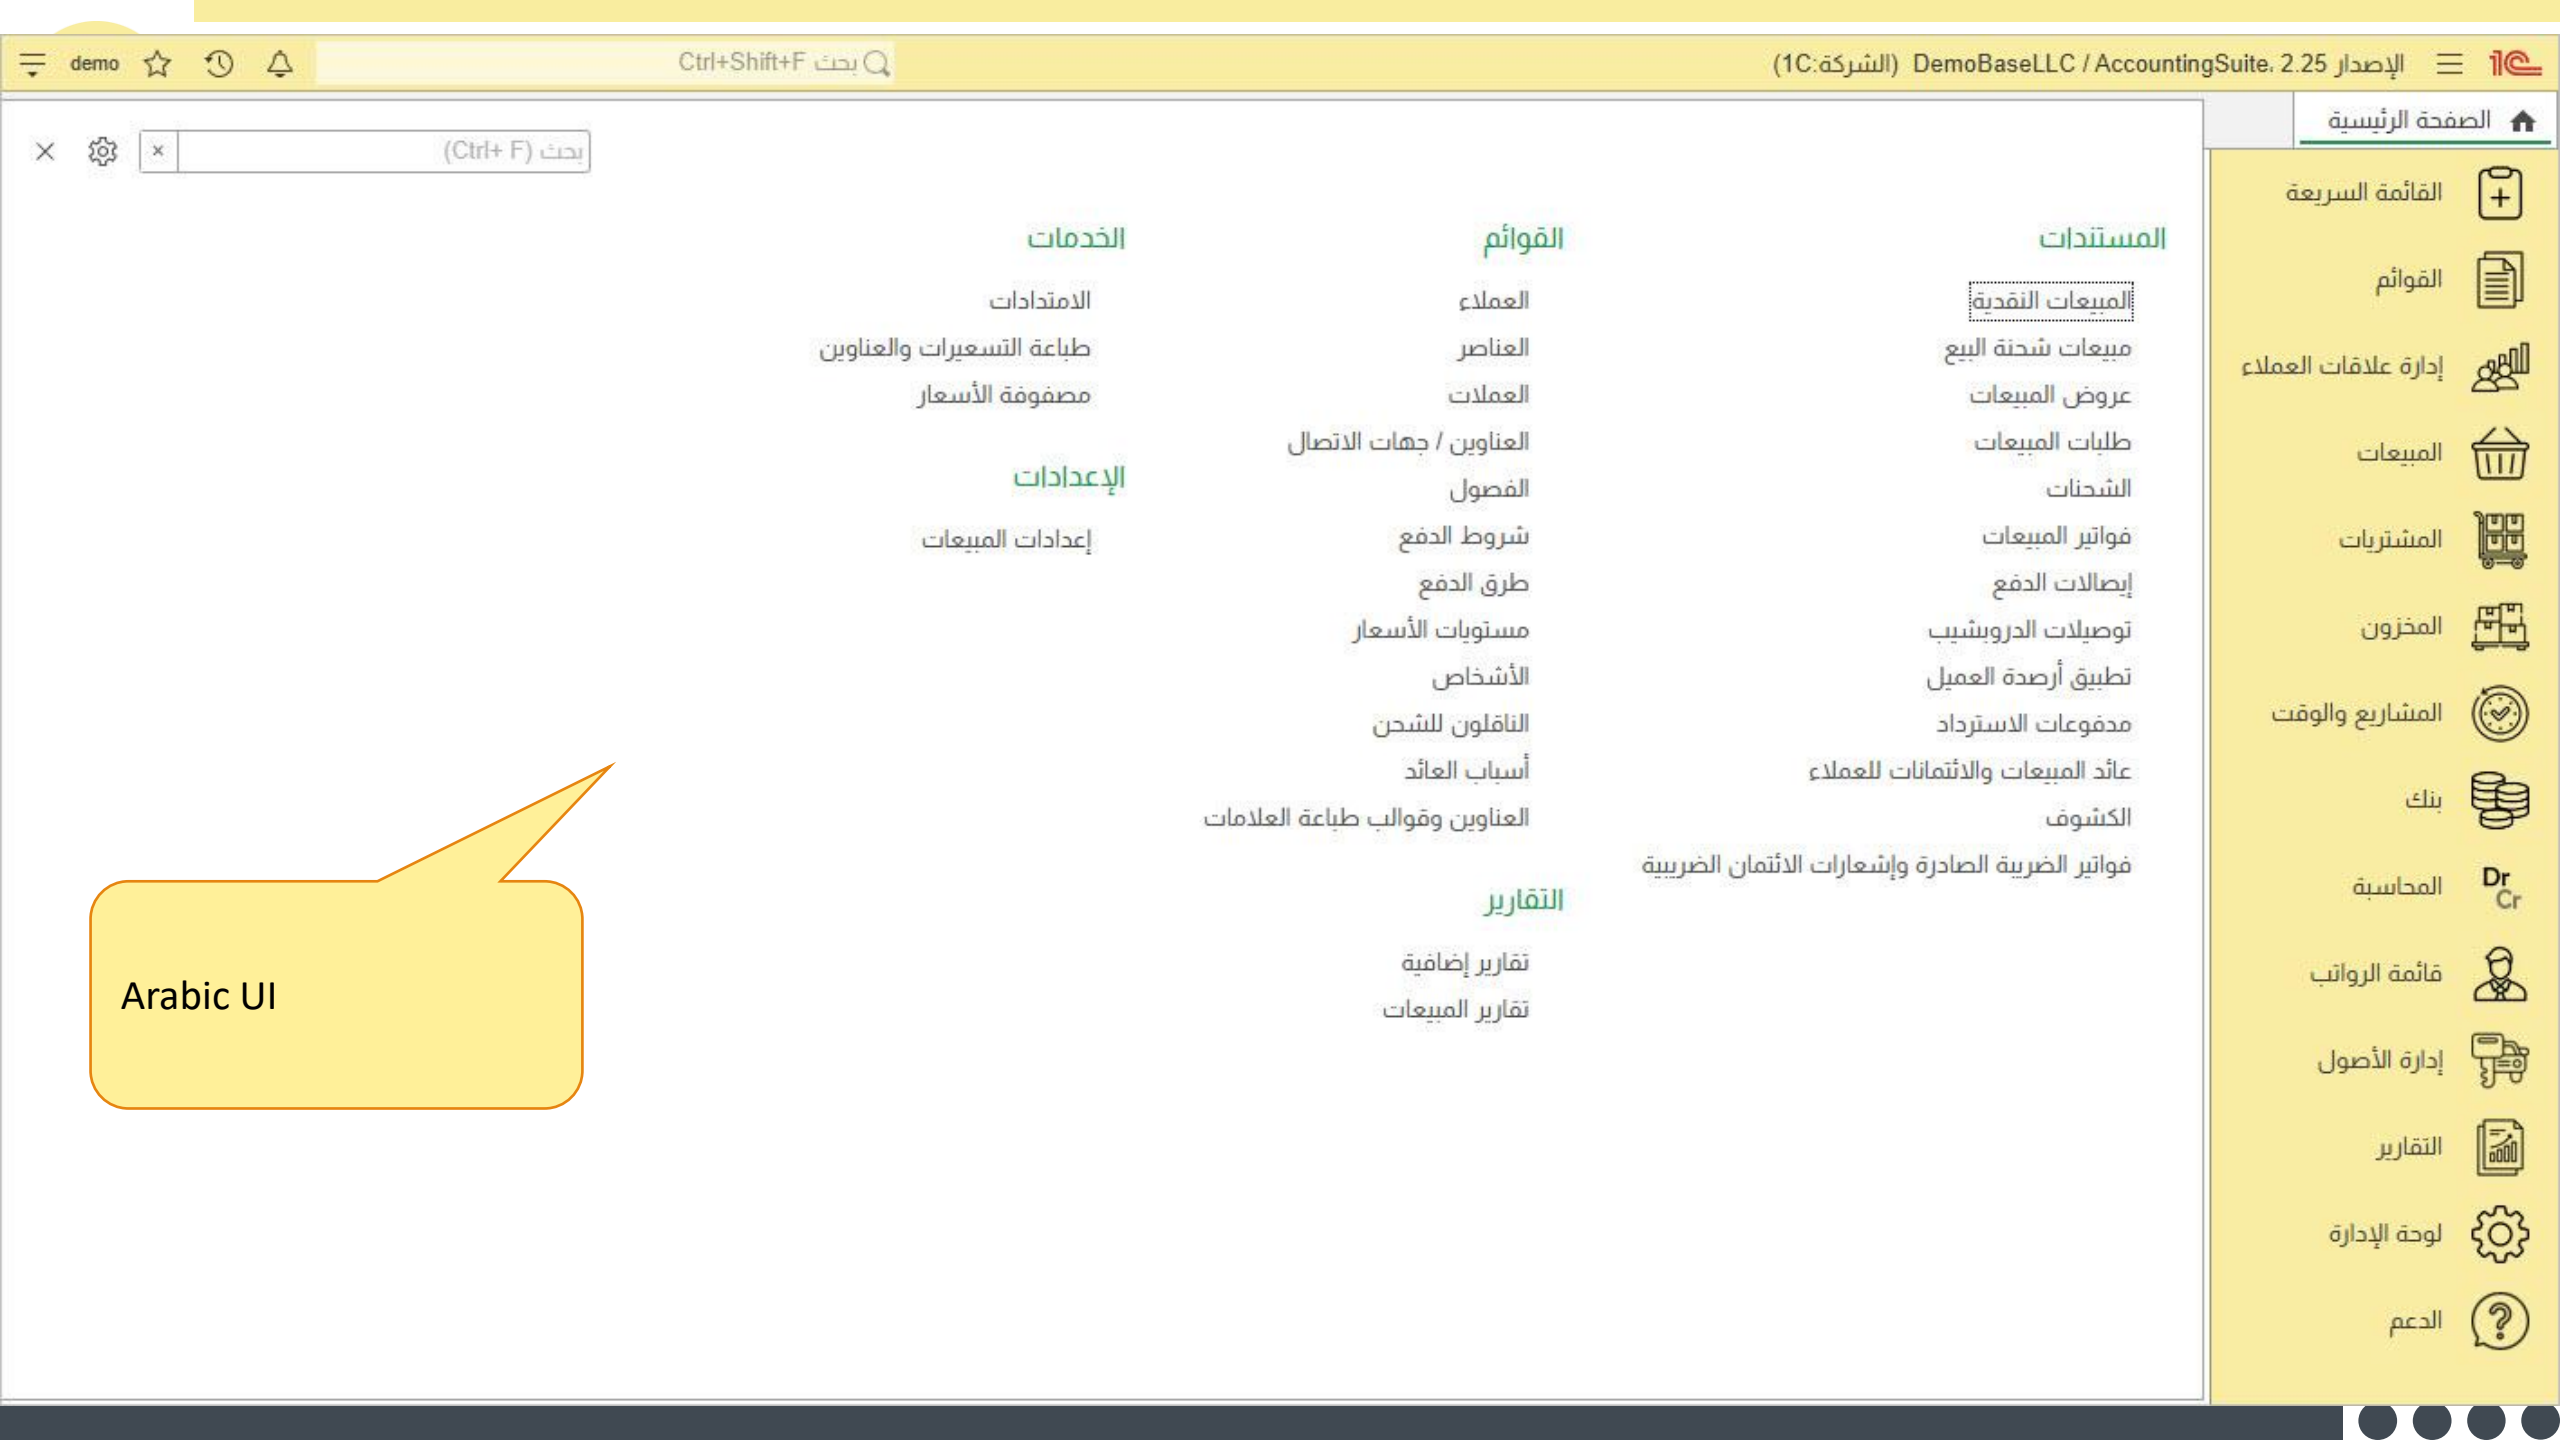 الإصدار 2.25 ،DemoBaseLLC / AccountingSuite (الشركة:1C)
بحث Ctrl+Shift+F
demo
الصفحة الرئيسية
بحث (Ctrl+ F)
القائمة السريعة
القوائم
إدارة علاقات العملاء
المبيعات
المشتريات
المخزون
المشاريع والوقت
بنك
Dr
Cr
المحاسبة
قائمة الرواتب
إدارة الأصول
التقارير
لوحة الإدارة
الدعم
المستندات
المبيعات النقدية
مبيعات شحنة البيع
عروض المبيعات
طلبات المبيعات
الشحنات
فواتير المبيعات
إيصالات الدفع
توصيلات الدروبشيب
تطبيق أرصدة العميل
مدفوعات الاسترداد
عائد المبيعات والائتمانات للعملاء
الكشوف
فواتير الضريبة الصادرة وإشعارات الائتمان الضريبية
القوائم
العملاء
العناصر
العملات
العناوين / جهات الاتصال
الفصول
شروط الدفع
طرق الدفع
مستويات الأسعار
الأشخاص
الناقلون للشحن
أسباب العائد
العناوين وقوالب طباعة العلامات
التقارير
تقارير إضافية
تقارير المبيعات
الخدمات
الامتدادات
طباعة التسعيرات والعناوين
مصفوفة الأسعار
الإعدادات
إعدادات المبيعات
Arabic UI